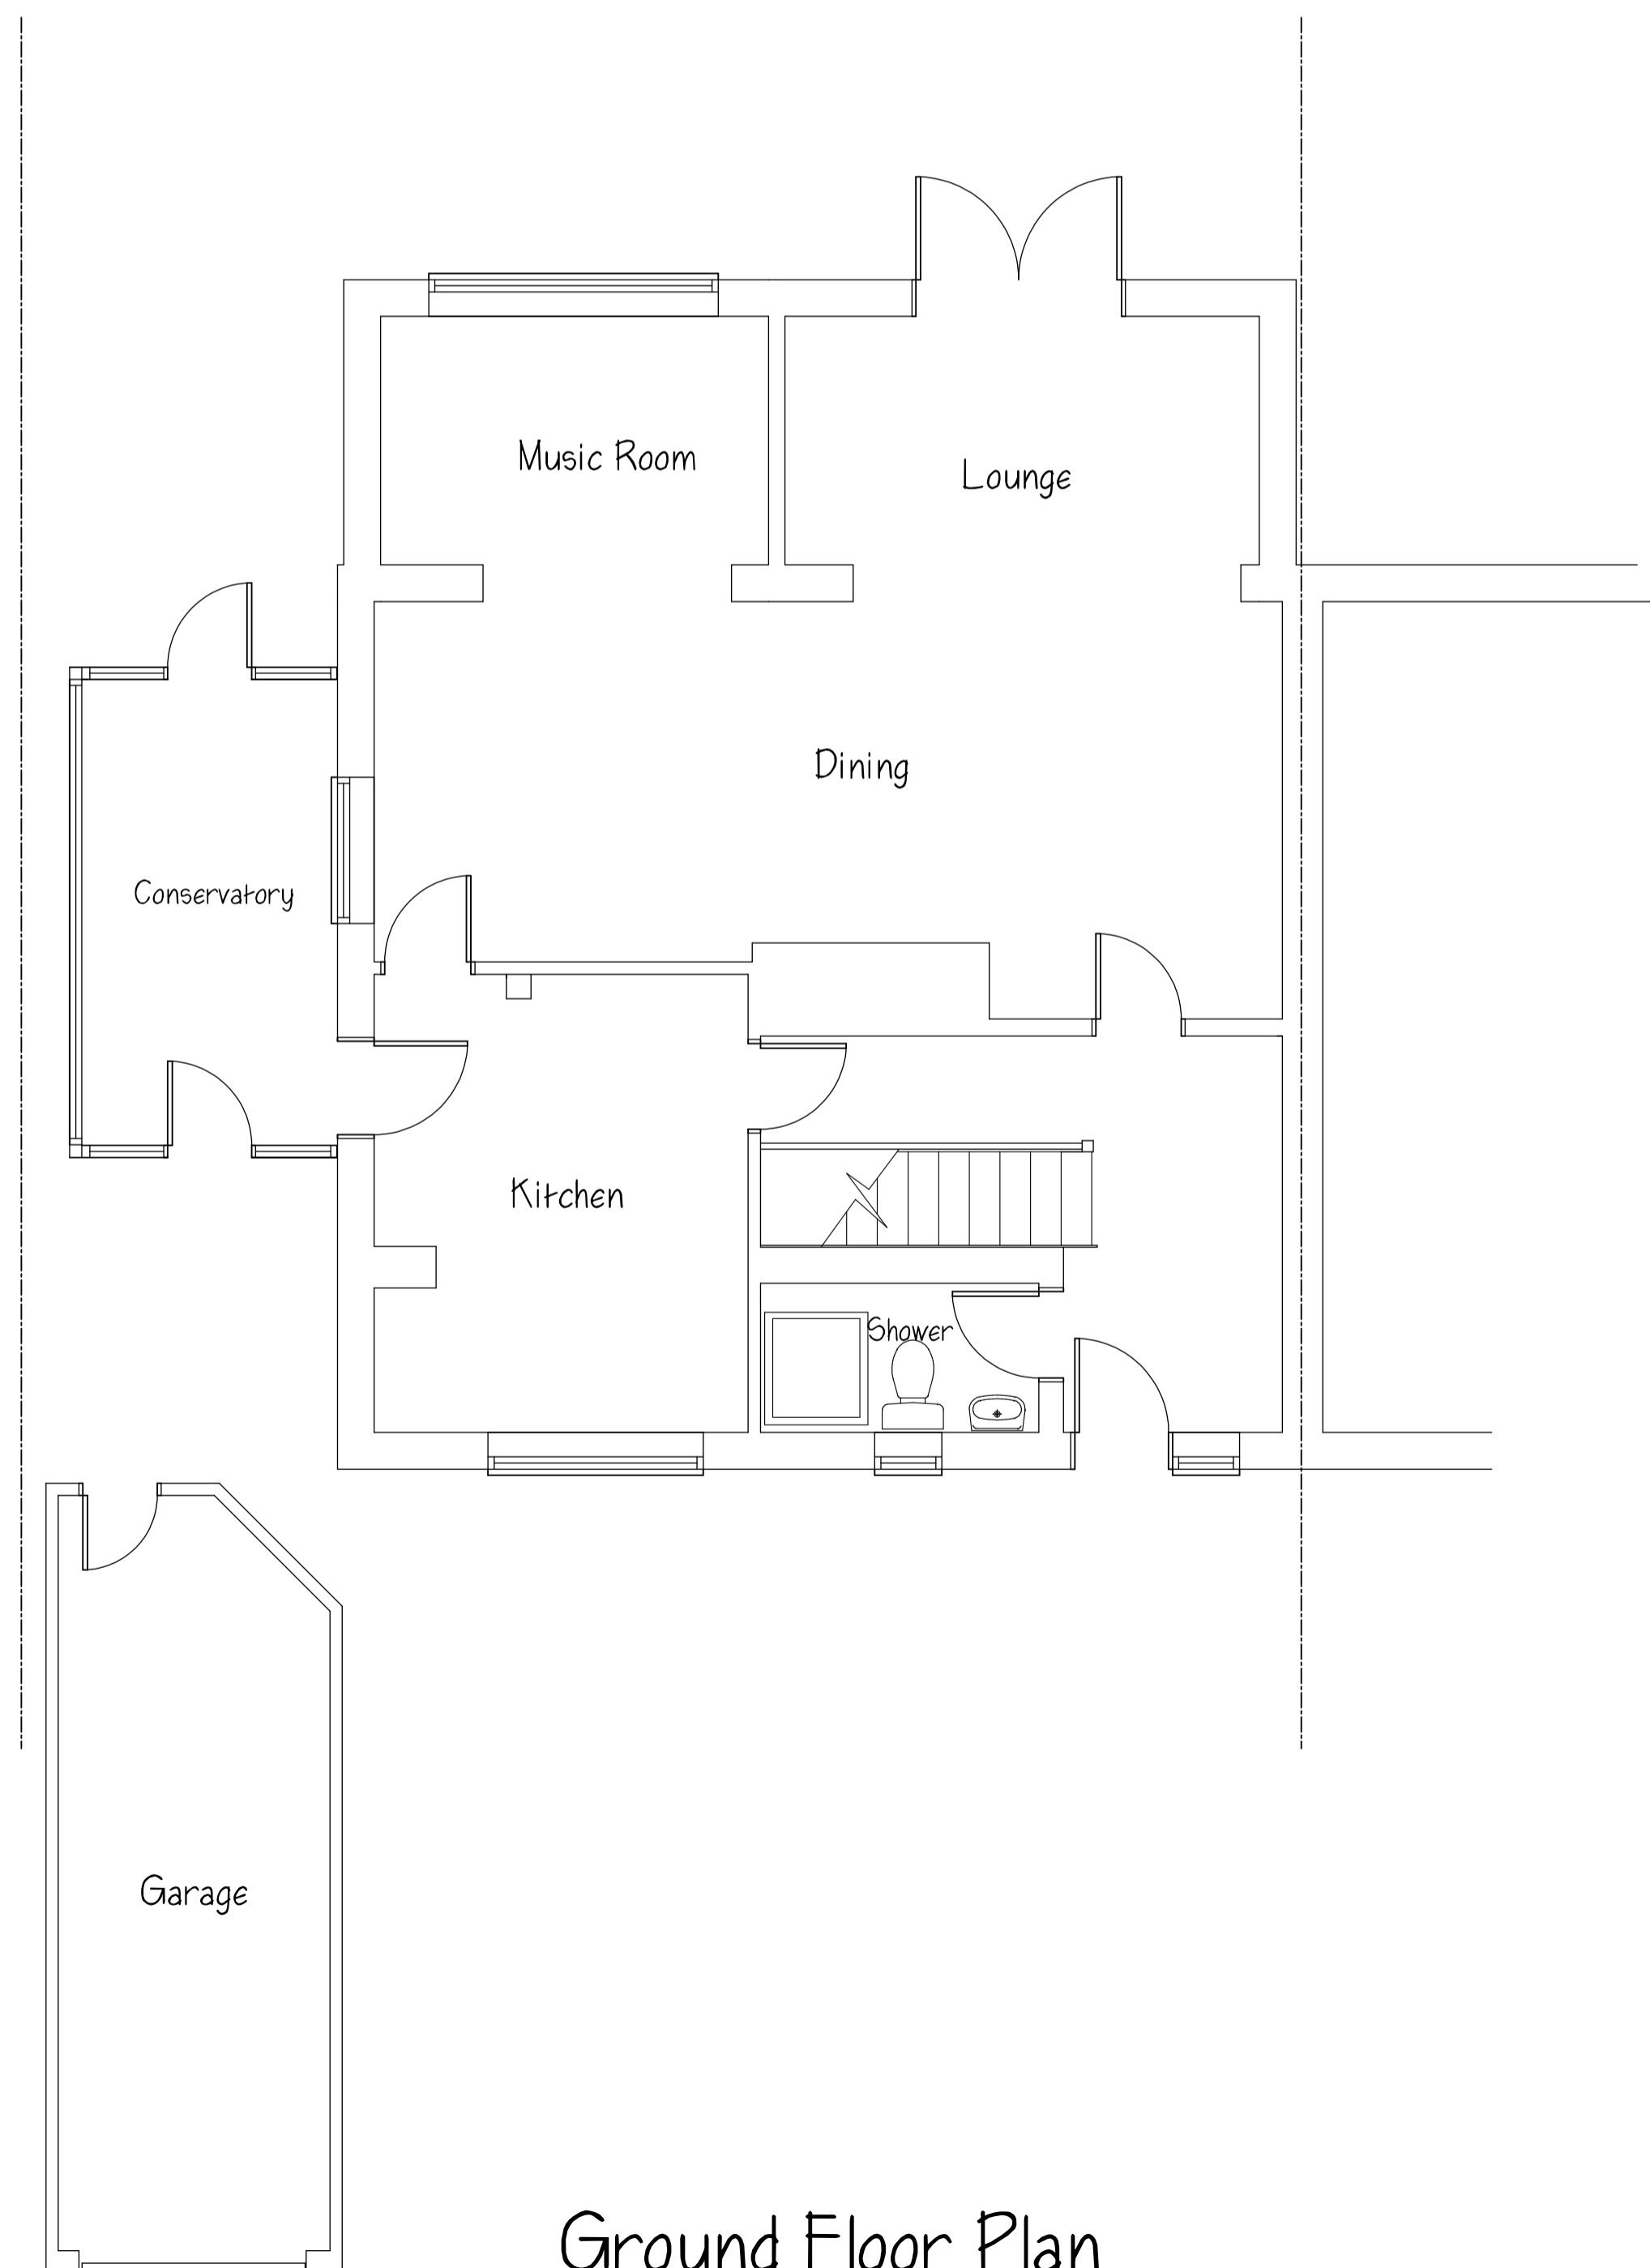 Music Room
Lounge
Dining
Conservatory
Kitchen
Shower
Garage
Ground Floor Plan